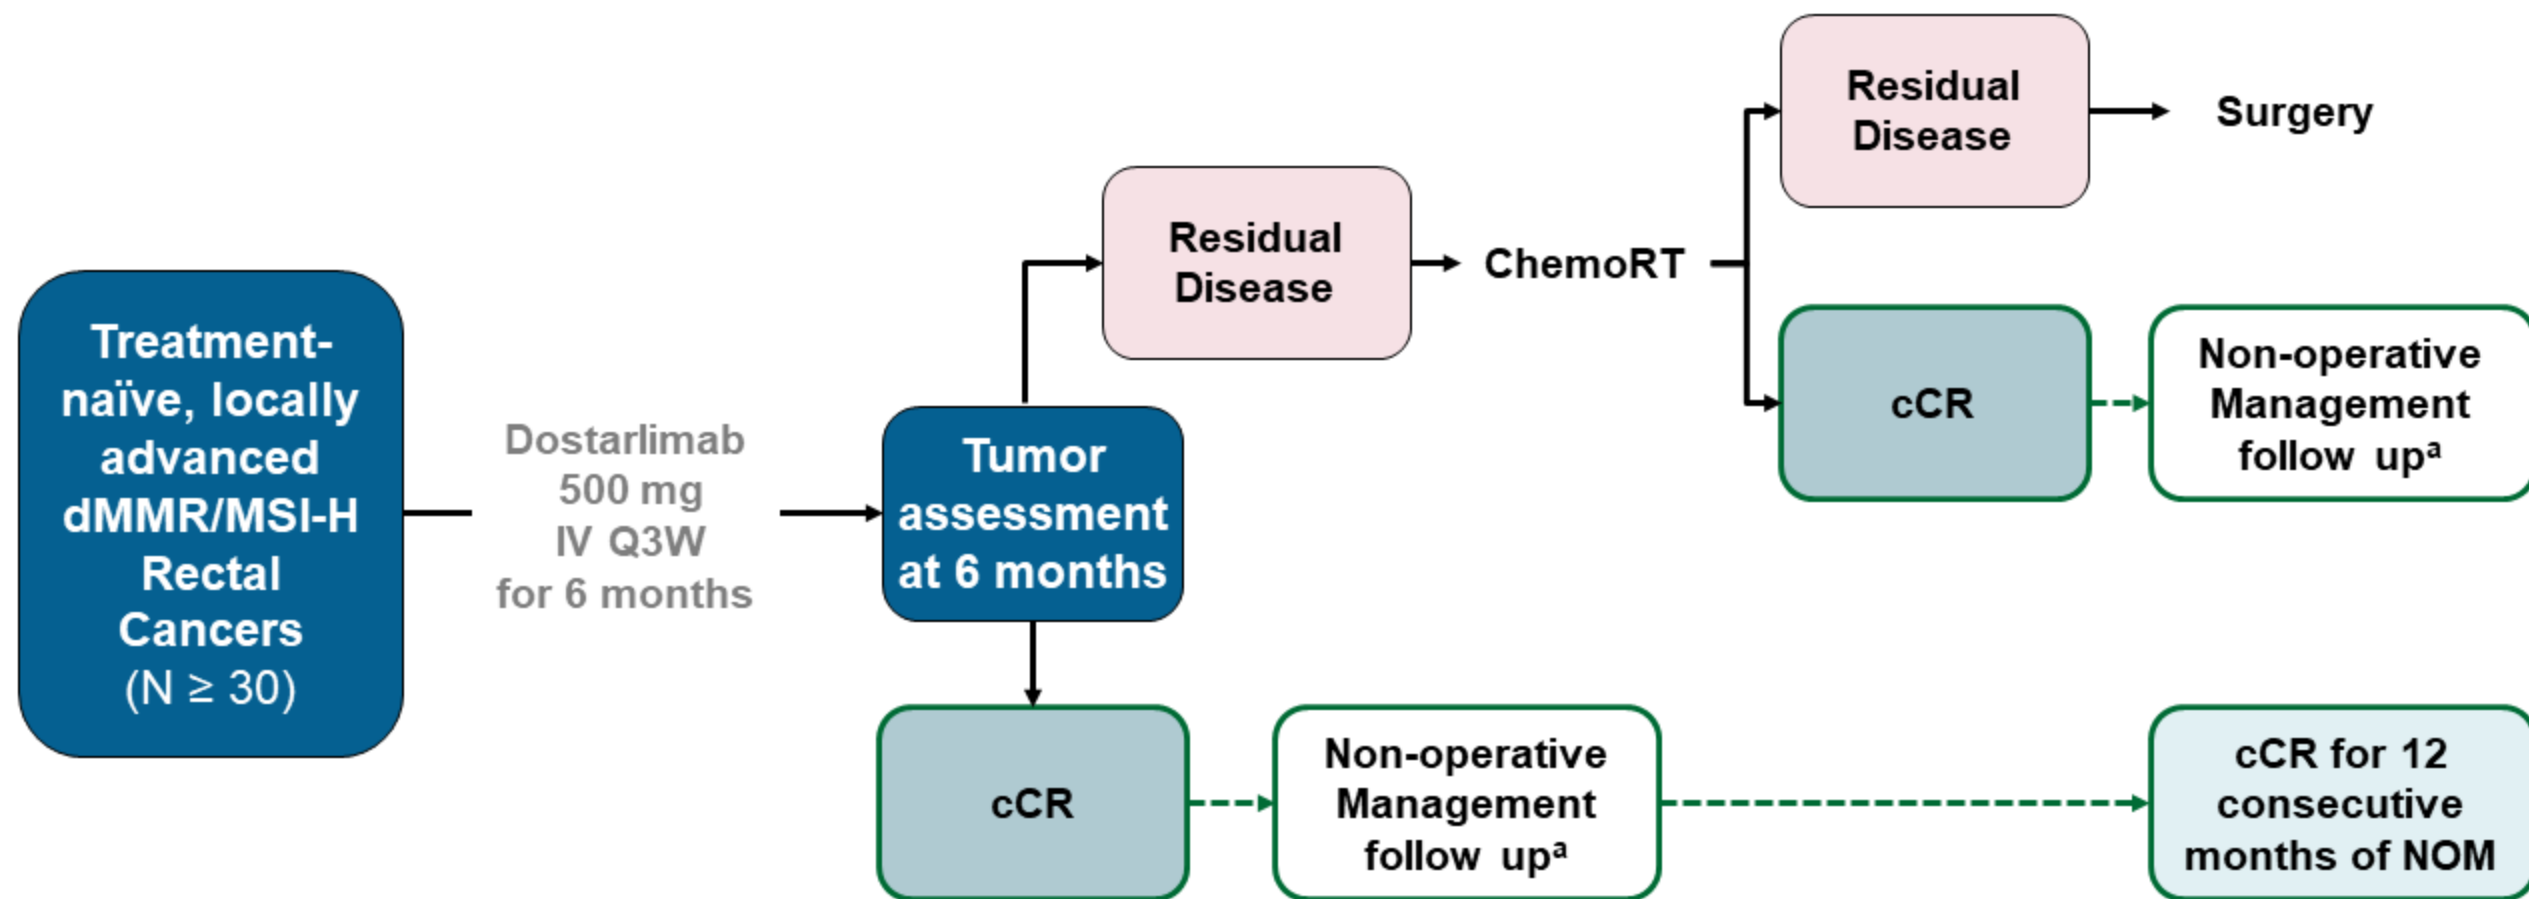 Treatment-
naïve, locally
advanced
dMMR/MSI-H
Rectal
Cancers
(N ≥ 30)
Dostarlimab
500 mg
IV Q3W
for 6 months
Tumor
assessment
at 6 months
Residual
Disease
ChemoRT
Residual
Disease
Surgery
cCR
Non-operative
Management
follow upᵃ
cCR
Non-operative
Management
follow upᵃ
cCR for 12
consecutive
months of NOM